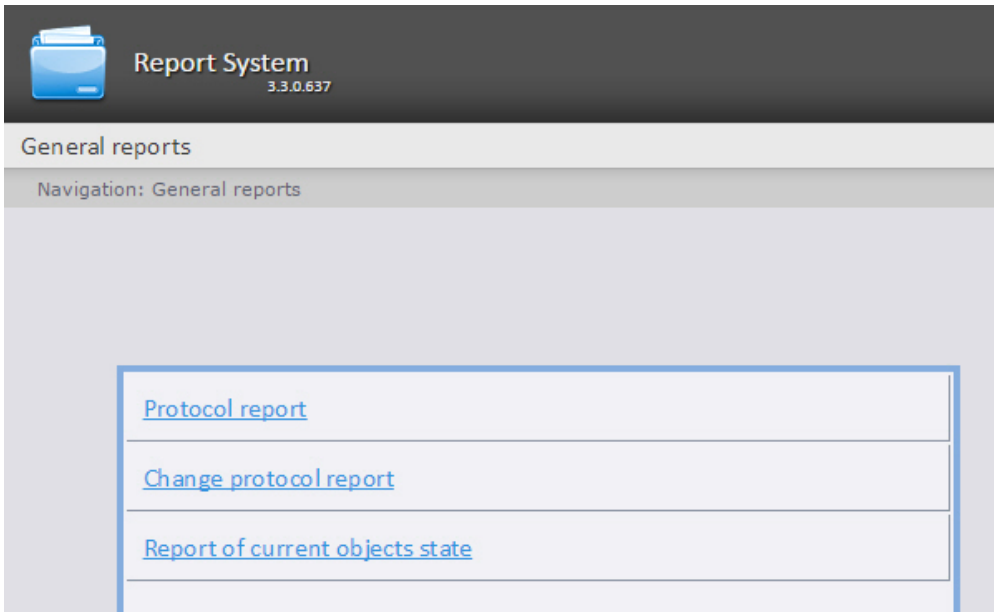 Report System
3.3.0.637
General reports
Navigation: General reports
Protocol report
Change protocol report
Report of current objects state